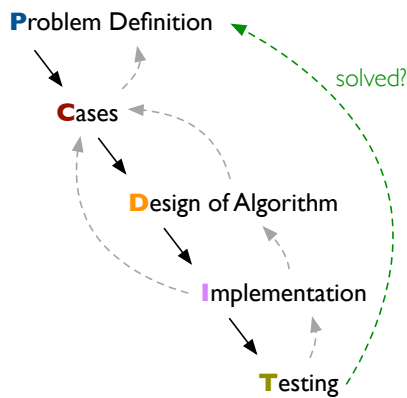 Problem Definition
solved?
Cases
Design of Algorithm
Implementation
Testing